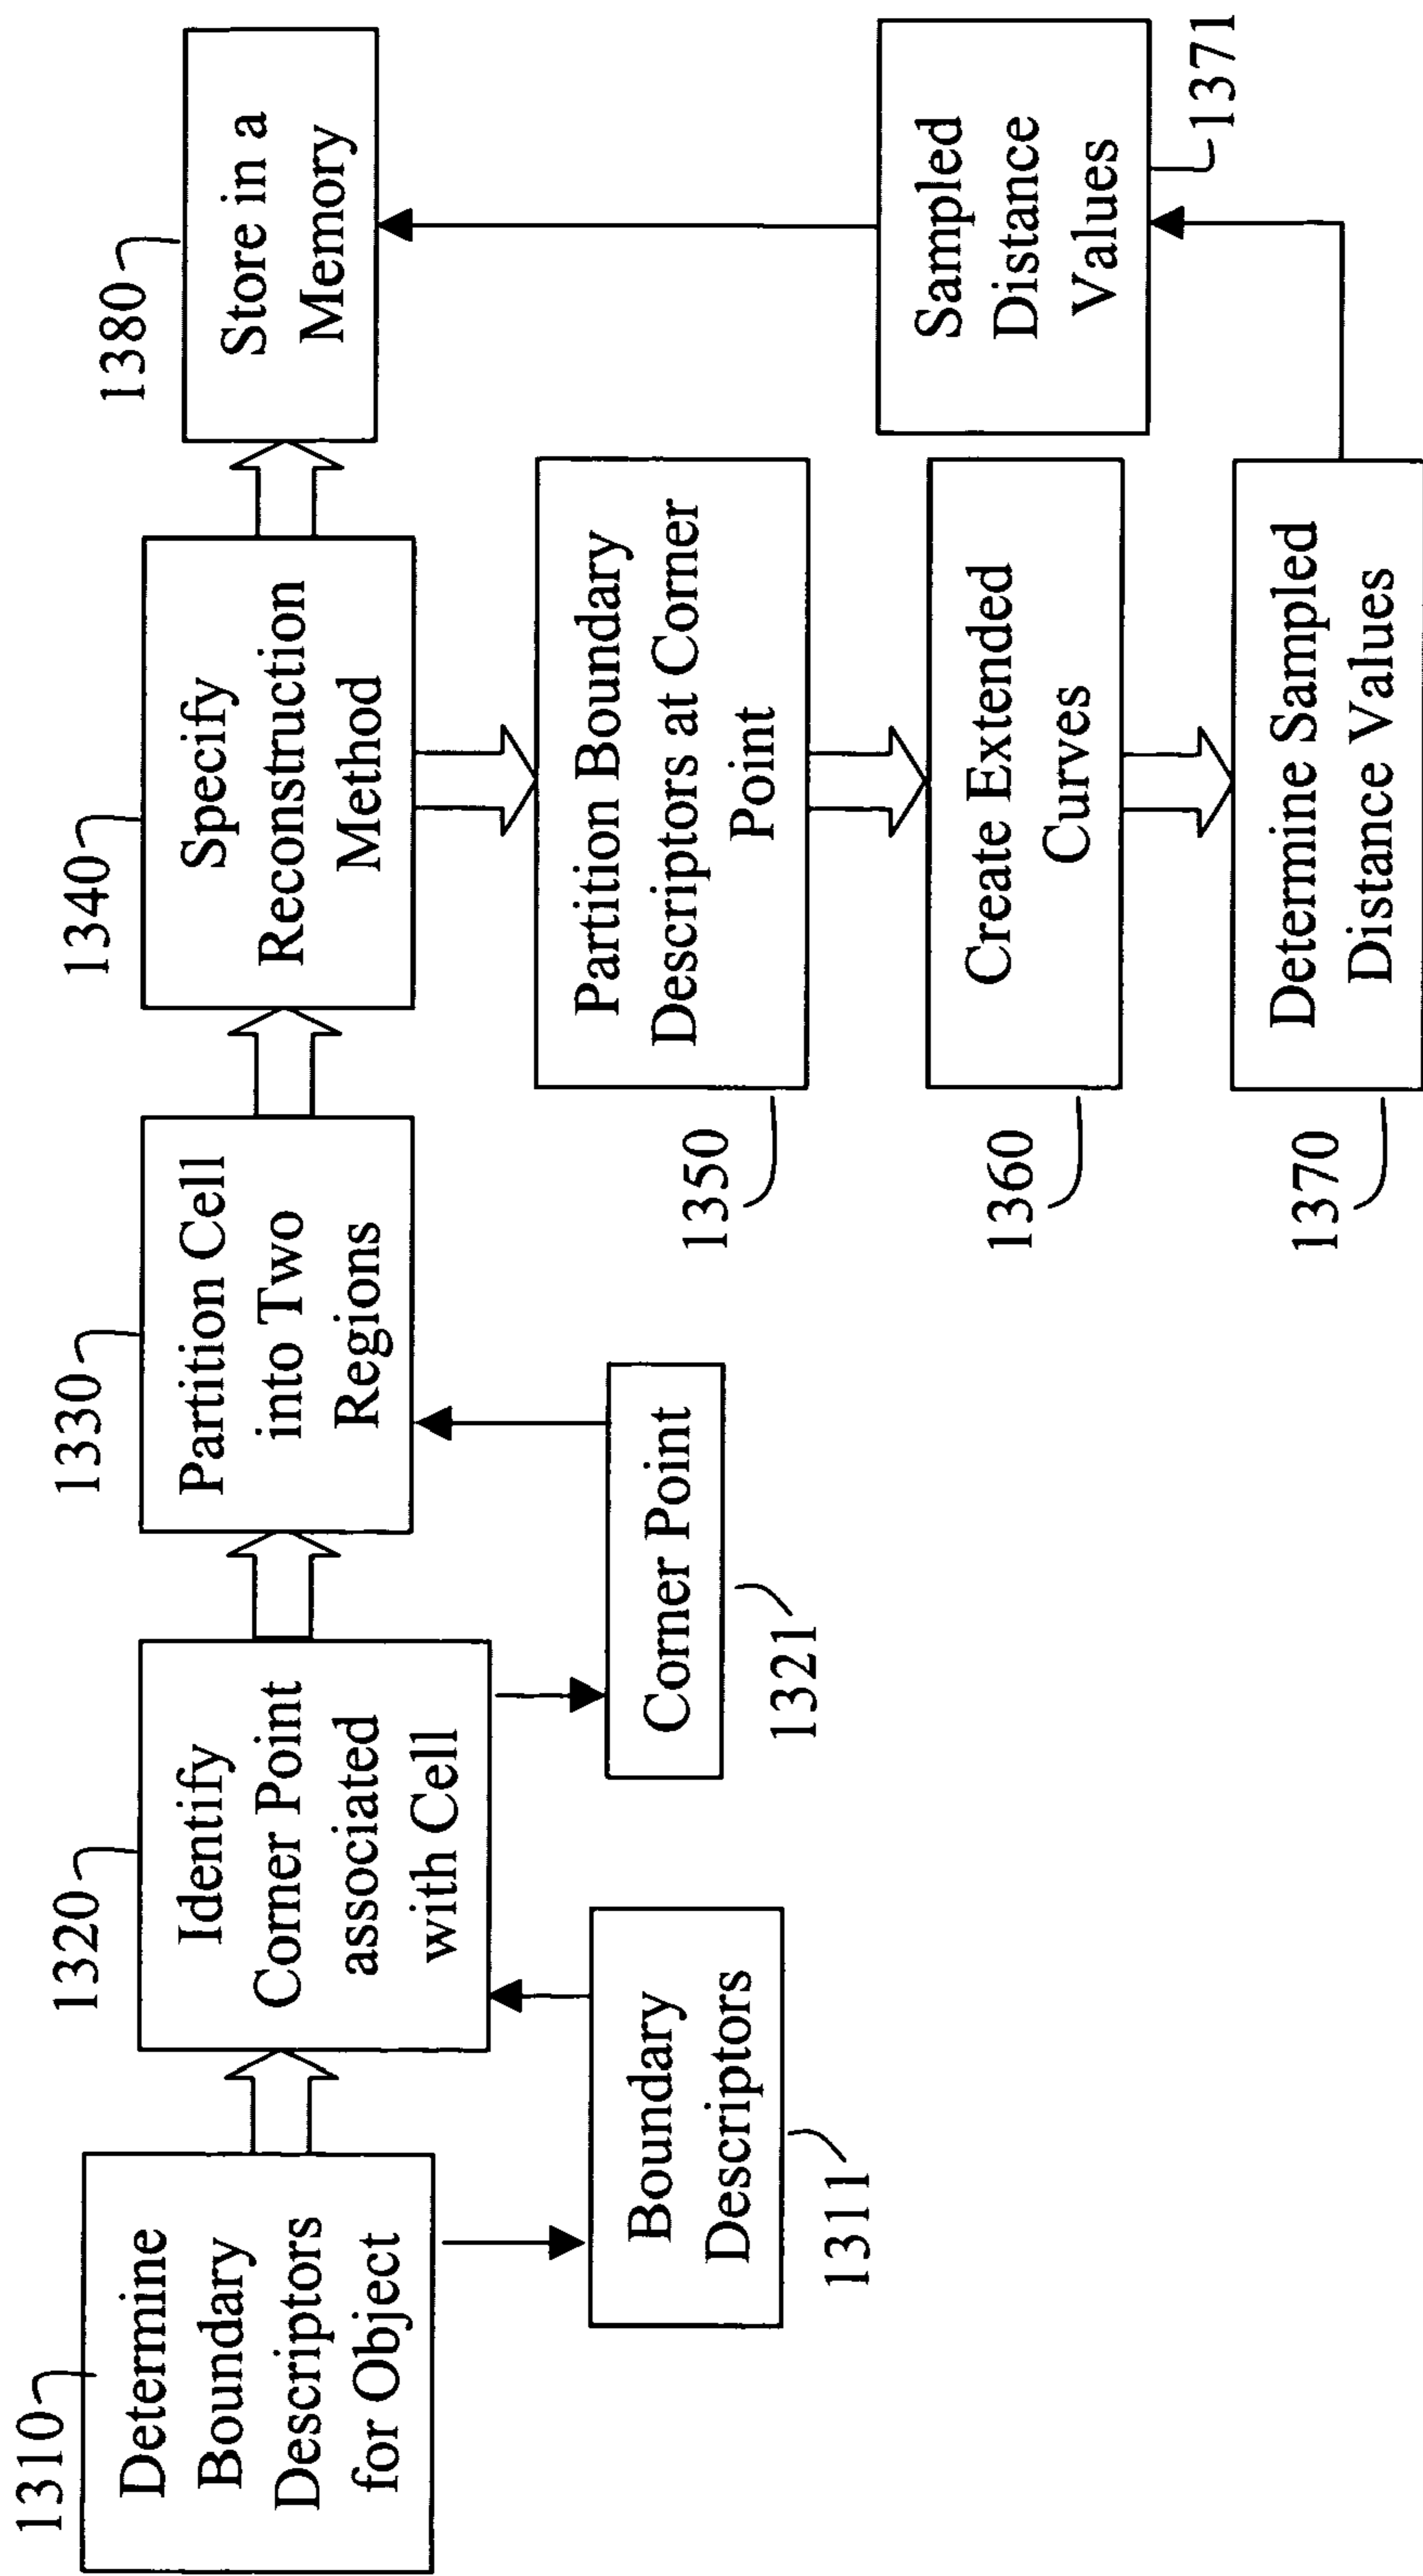 1310
Determine
Boundary
Descriptors
for Object
1311
Boundary
Descriptors
1320
Identify
Corner Point
associated
with Cell
1321
Corner Point
1330
Partition Cell
into Two
Regions
1340
Specify
Reconstruction
Method
1350
Partition Boundary
Descriptors at Corner
Point
1360
Create Extended
Curves
1370
Determine Sampled
Distance Values
1371
Sampled
Distance
Values
1380
Store in a
Memory